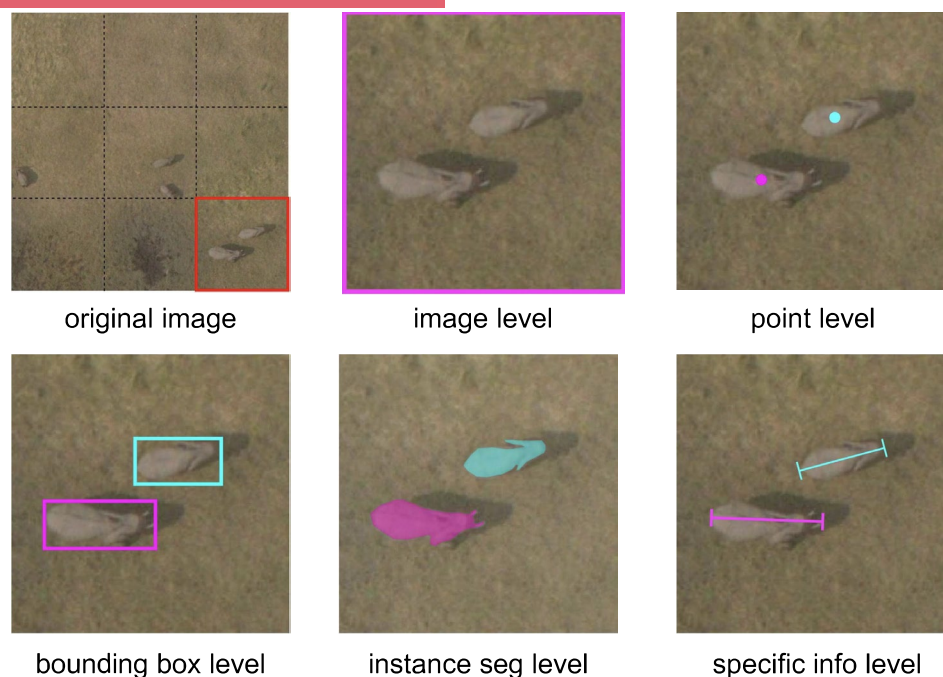 original image
image level
point level
bounding box level
instance seg level
specific info level